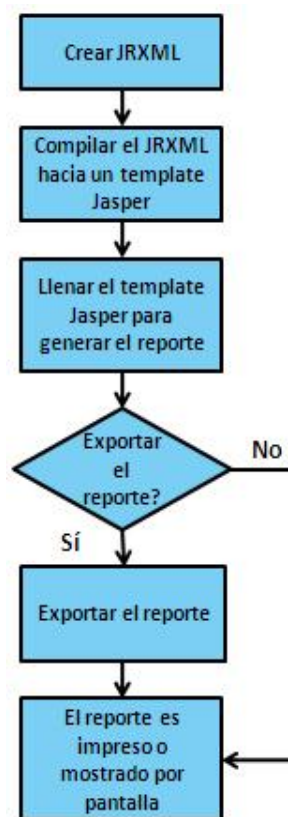 Crear JRXML
Compilar el JRXML
hacia un template
Jasper
Llenar el template
Jasper para
generar el reporte
Exportar
el
reporte?
No
Sí
Exportar el reporte
El reporte es
impreso o
mostrado por
pantalla